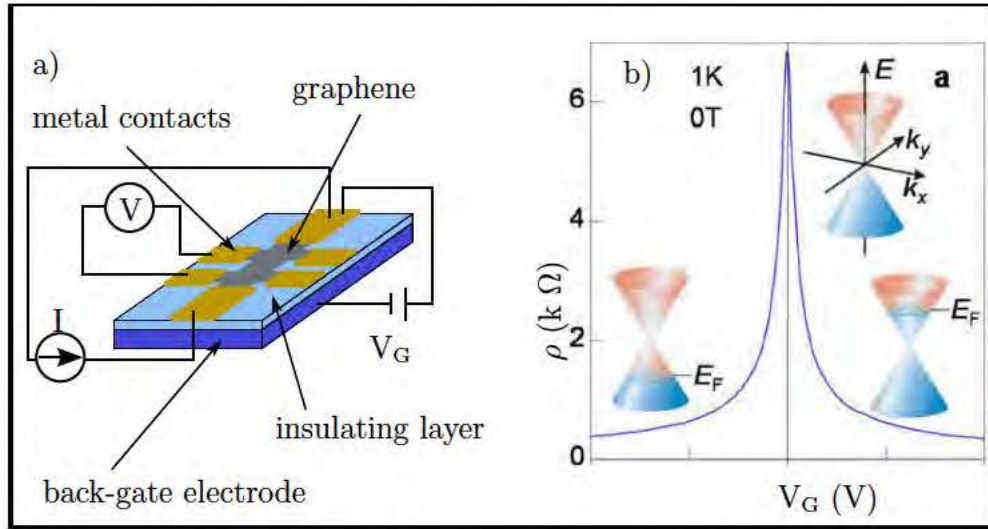 a)
graphene
metal contacts
V
I
V_G
insulating layer
back-gate electrode
b)
1K
0T
a
E
k_y
k_x
E_F
E_F
6
4
2
0
ρ (k Ω)
V_G (V)